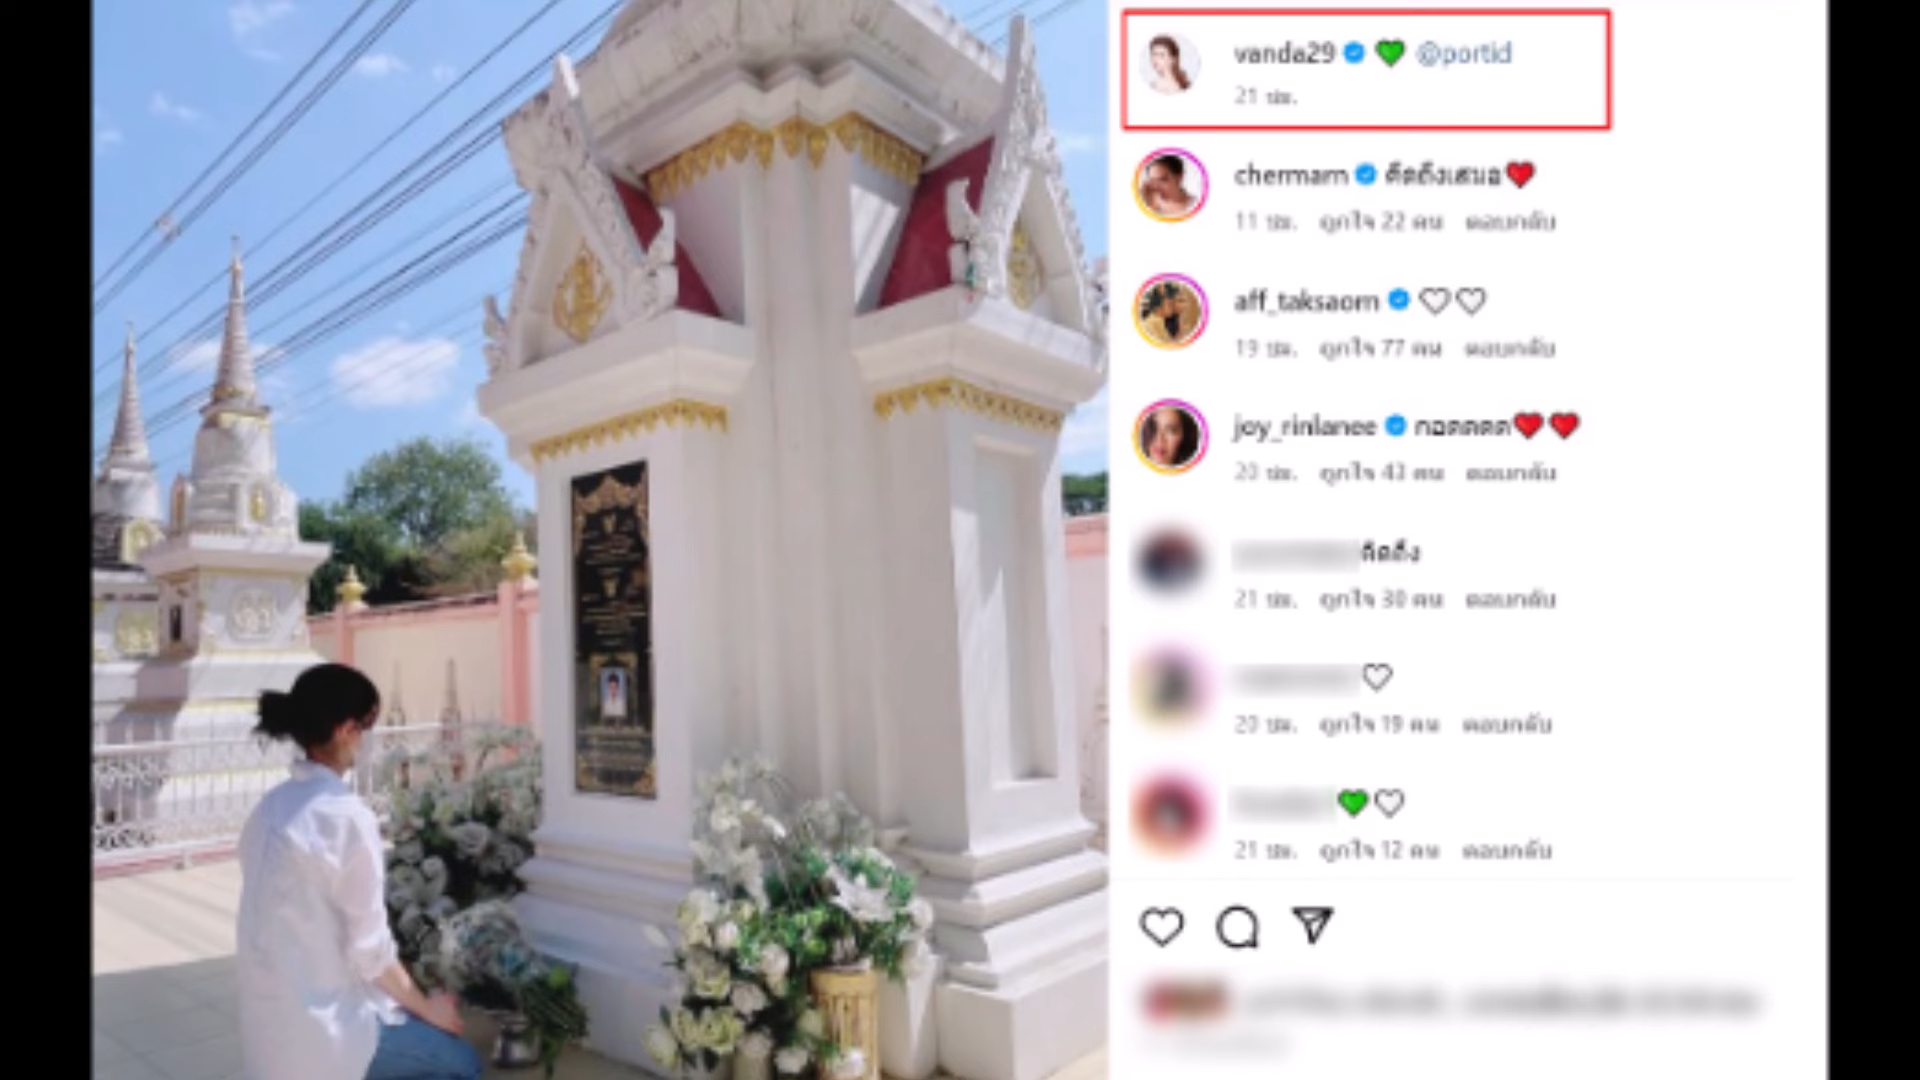 vanda29 @portid
21 ชม.
chermarn คิดถึงเสมอ
11 ชม. ถูกใจ 22 คน ตอบกลับ
aff_taksaorn
19 ชม. ถูกใจ 77 คน ตอบกลับ
joy_rinlanee กอดดดด
20 ชม. ถูกใจ 43 คน ตอบกลับ
คิดถึง
21 ชม. ถูกใจ 30 คน ตอบกลับ
20 ชม. ถูกใจ 19 คน ตอบกลับ
21 ชม. ถูกใจ 12 คน ตอบกลับ